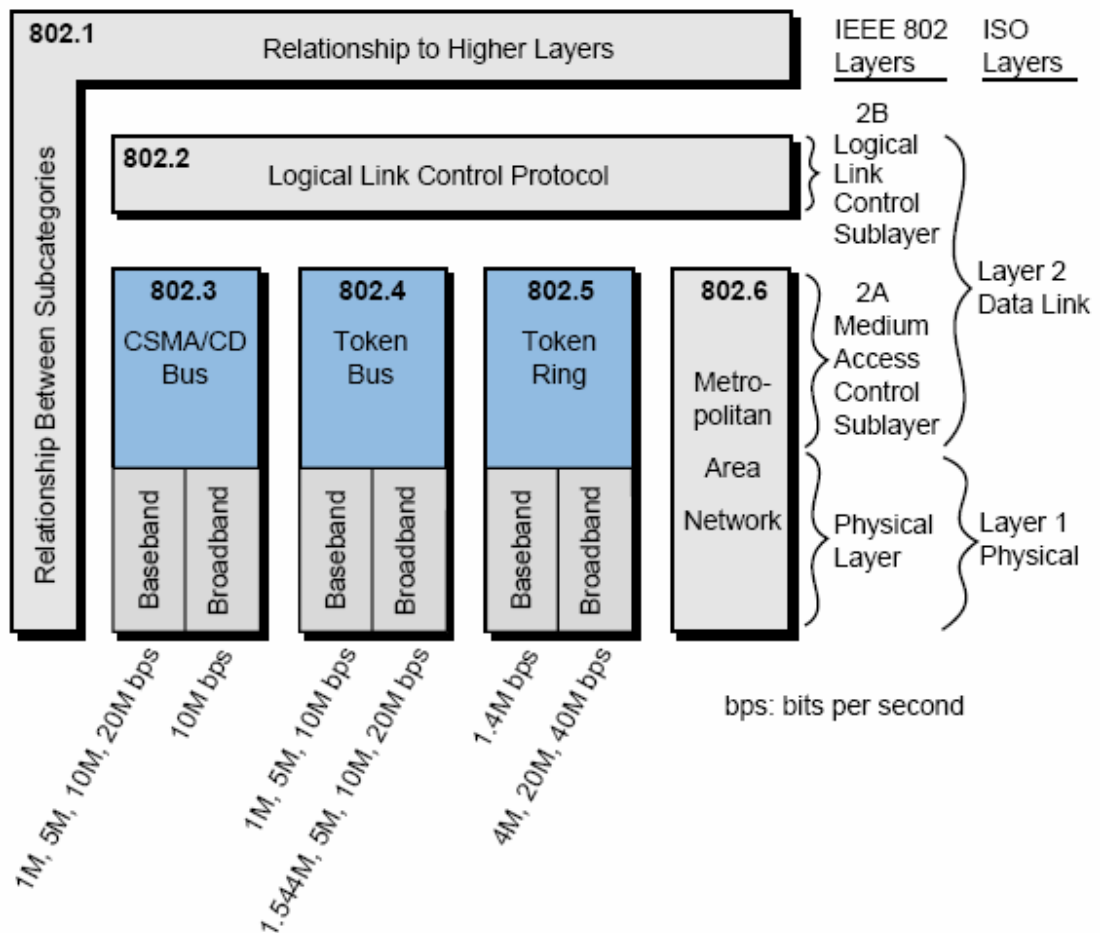 802.1
Relationship to Higher Layers
IEEE 802
Layers
ISO
Layers
Relationship Between Subcategories
802.2
Logical Link Control Protocol
2B
Logical
Link
Control
Sublayer
802.3
CSMA/CD
Bus
802.4
Token
Bus
802.5
Token
Ring
802.6
Metro-
politan
Area
Network
2A
Medium
Access
Control
Sublayer
Layer 2
Data Link
Baseband
Broadband
Baseband
Broadband
Baseband
Broadband
Physical
Layer
Layer 1
Physical
1M, 5M, 10M, 20M bps
10M bps
1M, 5M, 10M bps
1.544M, 5M, 10M, 20M bps
1.4M bps
4M, 20M, 40M bps
bps: bits per second